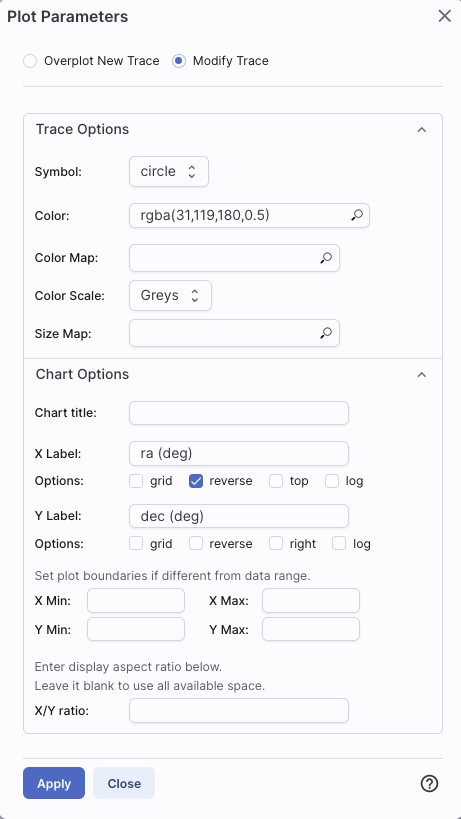 Plot Parameters
Overplot New Trace Modify Trace
Trace Options
Symbol: circle
Color: rgba(31,119,180,0.5)
Color Map:
Color Scale: Greys
Size Map:
Chart Options
Chart title:
X Label: ra (deg)
Options: grid reverse top log
Y Label: dec (deg)
Options: grid reverse right log
Set plot boundaries if different from data range.
X Min: X Max:
Y Min: Y Max:
Enter display aspect ratio below.
Leave it blank to use all available space.
X/Y ratio:
Apply Close